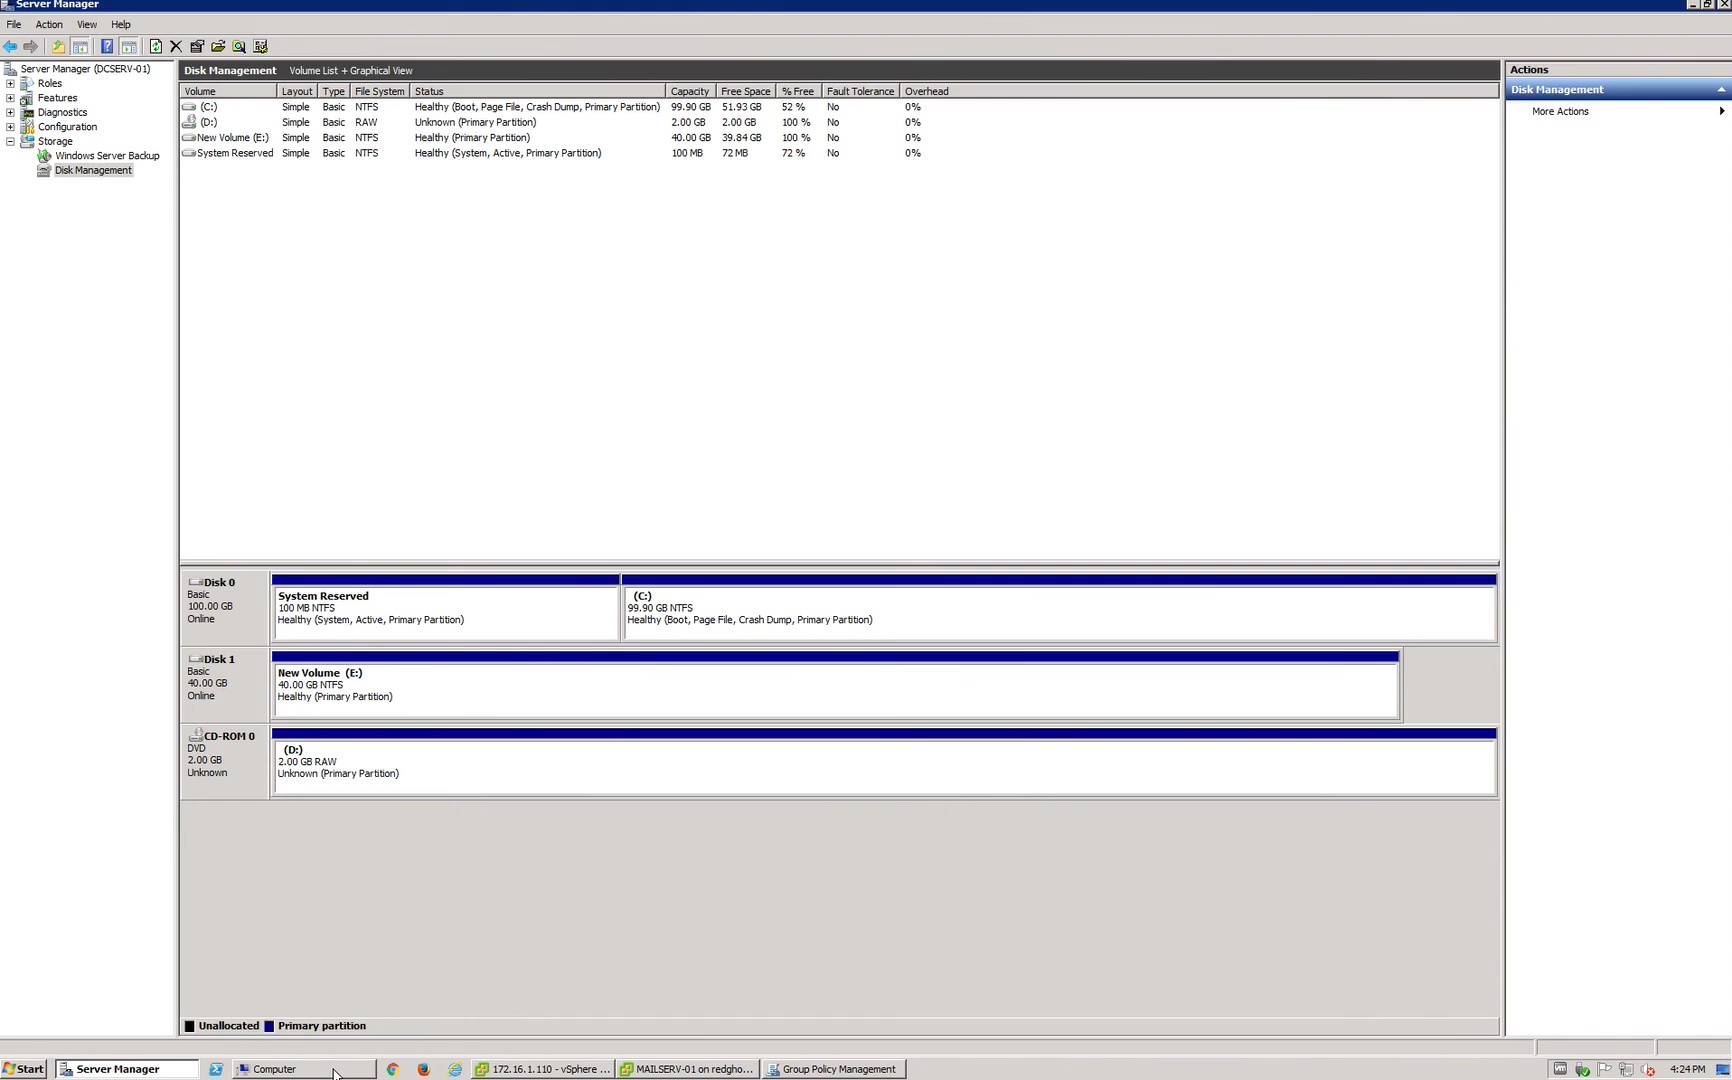 Server Manager
File Action View Help
Server Manager (DCSERV-01)
Roles
Features
Diagnostics
Configuration
Storage
Windows Server Backup
Disk Management
Disk Management Volume List + Graphical View
Volume Layout Type File System Status Capacity Free Space % Free Fault Tolerance Overhead
(C:) Simple Basic NTFS Healthy (Boot, Page File, Crash Dump, Primary Partition) 99.90 GB 51.93 GB 52 % No 0%
(D:) Simple Basic RAW Unknown (Primary Partition) 2.00 GB 2.00 GB 100 % No 0%
New Volume (E:) Simple Basic NTFS Healthy (Primary Partition) 40.00 GB 39.84 GB 100 % No 0%
System Reserved Simple Basic NTFS Healthy (System, Active, Primary Partition) 100 MB 72 MB 72 % No 0%
Disk 0
Basic
100.00 GB
Online
System Reserved
100 MB NTFS
Healthy (System, Active, Primary Partition)
(C:)
99.90 GB NTFS
Healthy (Boot, Page File, Crash Dump, Primary Partition)
Disk 1
Basic
40.00 GB
Online
New Volume (E:)
40.00 GB NTFS
Healthy (Primary Partition)
CD-ROM 0
DVD
2.00 GB
Unknown
(D:)
2.00 GB RAW
Unknown (Primary Partition)
Unallocated Primary partition
Actions
Disk Management
More Actions
Start Server Manager Computer 172.16.1.110 - vSphere ... MAILSERV-01 on redgho... Group Policy Management 4:24 PM